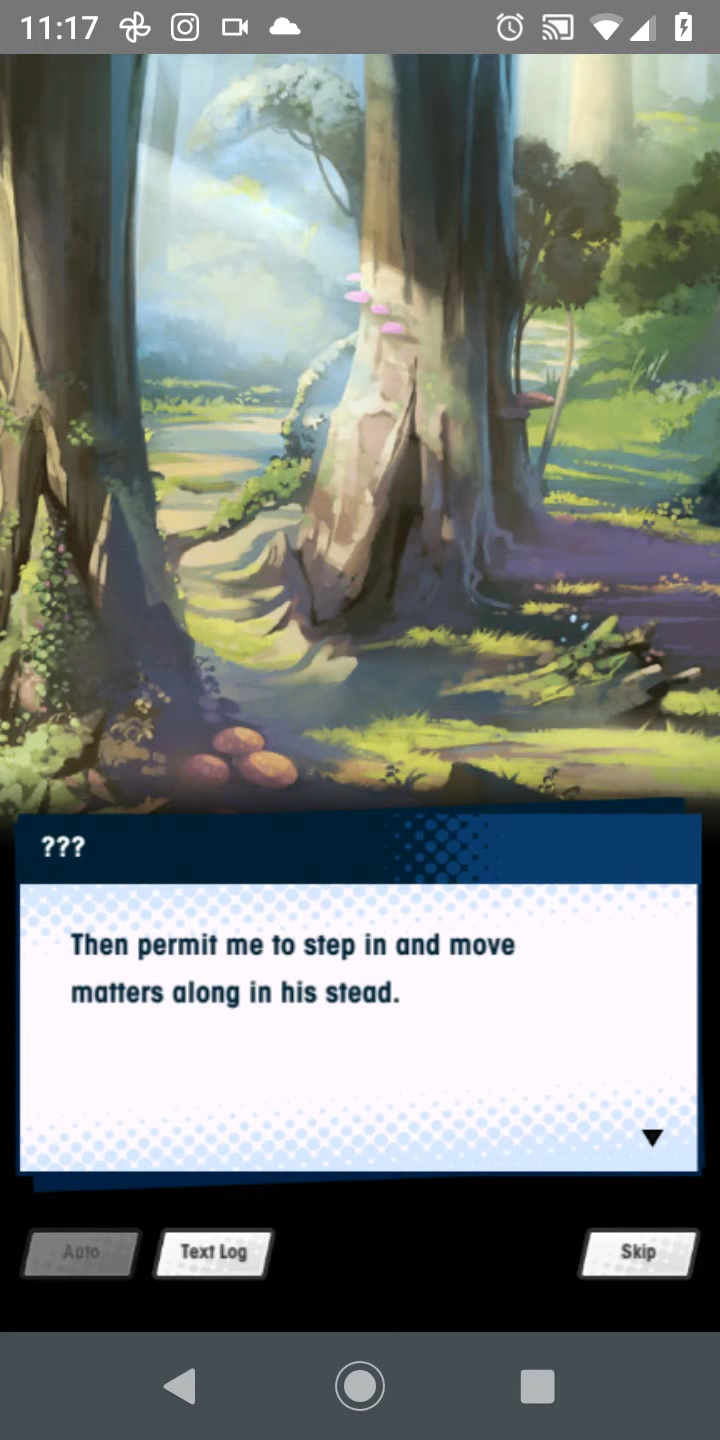 11:17
???
Then permit me to step in and move
matters along in his stead.
Auto
Text Log
Skip